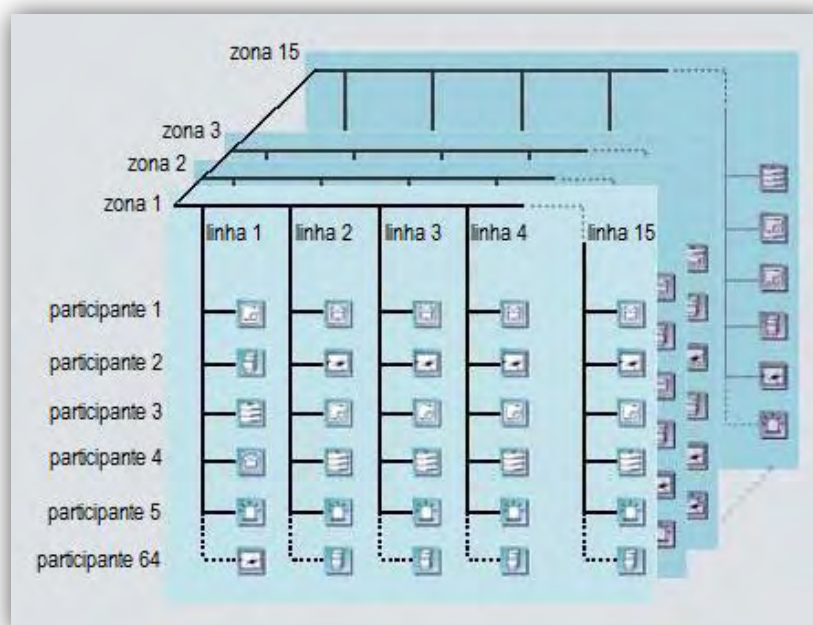 zona 15
zona 3
zona 2
zona 1
linha 1 linha 2 linha 3 linha 4 linha 15
participante 1
participante 2
participante 3
participante 4
participante 5
participante 64